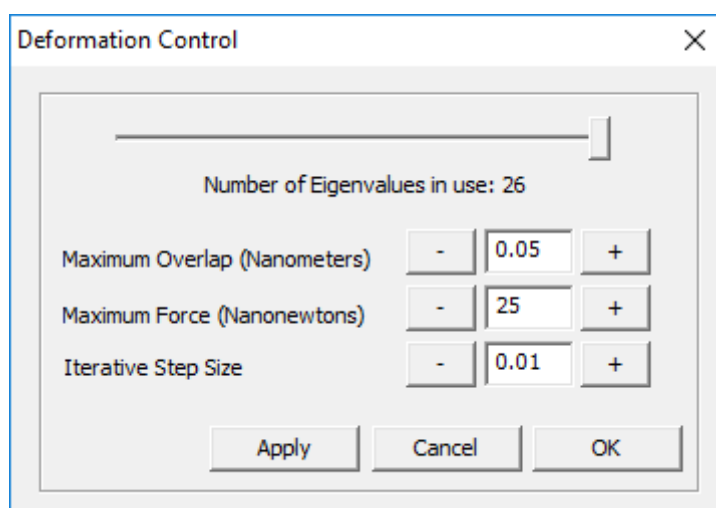 Deformation Control
Number of Eigenvalues in use: 26
Maximum Overlap (Nanometers) - 0.05 +
Maximum Force (Nanonewtons) - 25 +
Iterative Step Size - 0.01 +
Apply Cancel OK